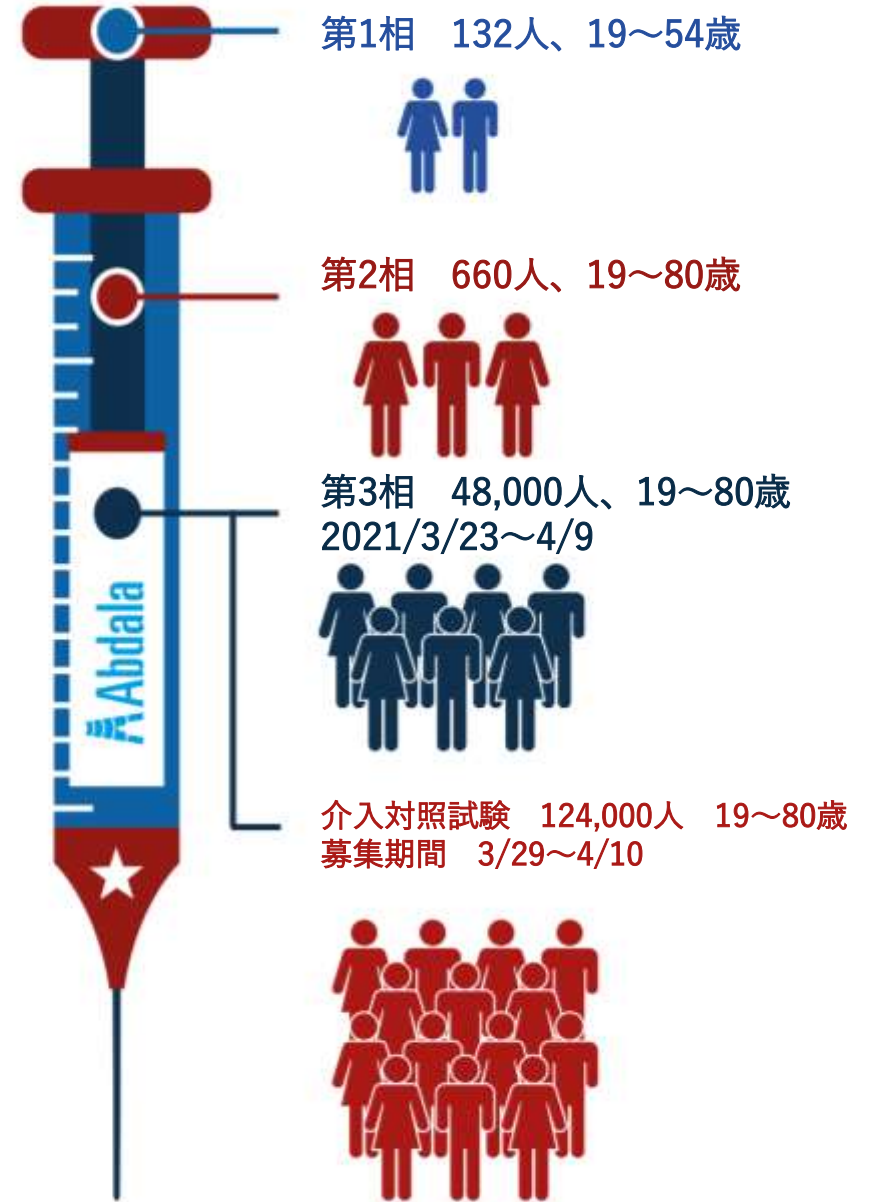 第1相　132人、19～54歳
第2相　660人、19～80歳
第3相　48,000人、19～80歳
2021/3/23～4/9
Abdala
介入対照試験　124,000人　19～80歳
募集期間　3/29～4/10